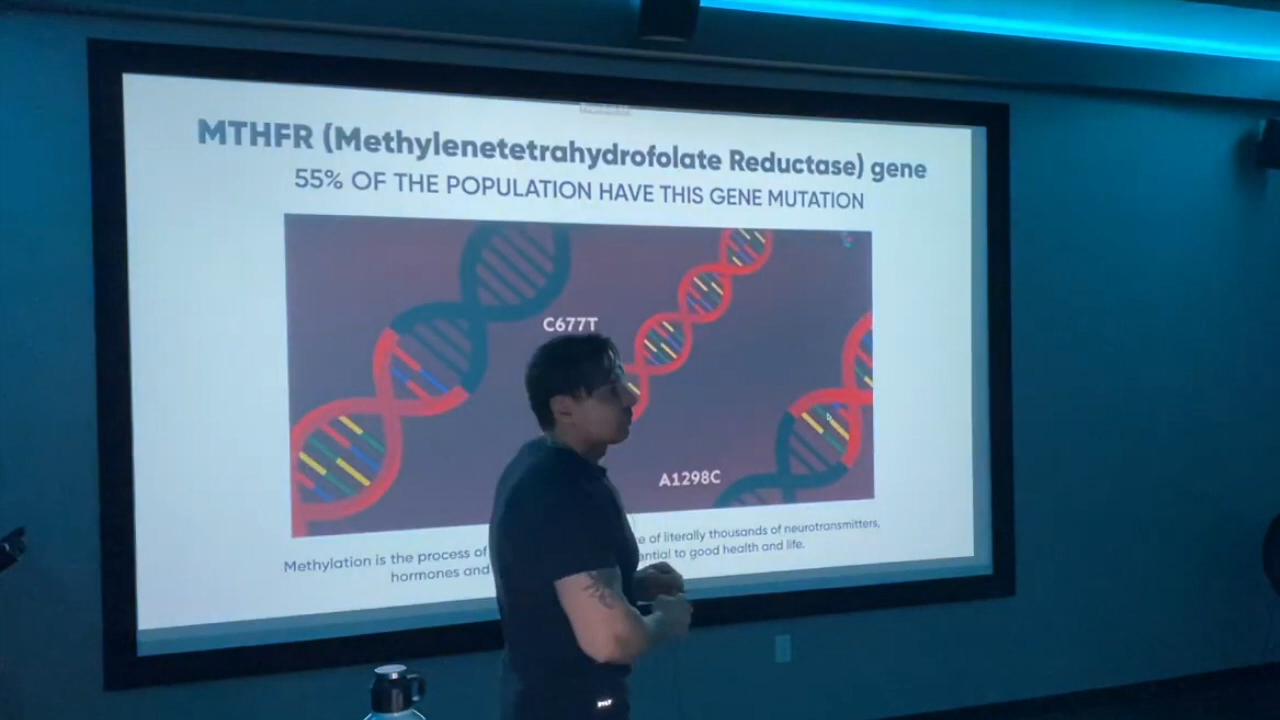 MTHFR (Methylenetetrahydrofolate Reductase) gene
55% OF THE POPULATION HAVE THIS GENE MUTATION
C677T
A1298C
Methylation is the process of e of literally thousands of neurotransmitters,
hormones and ential to good health and life.